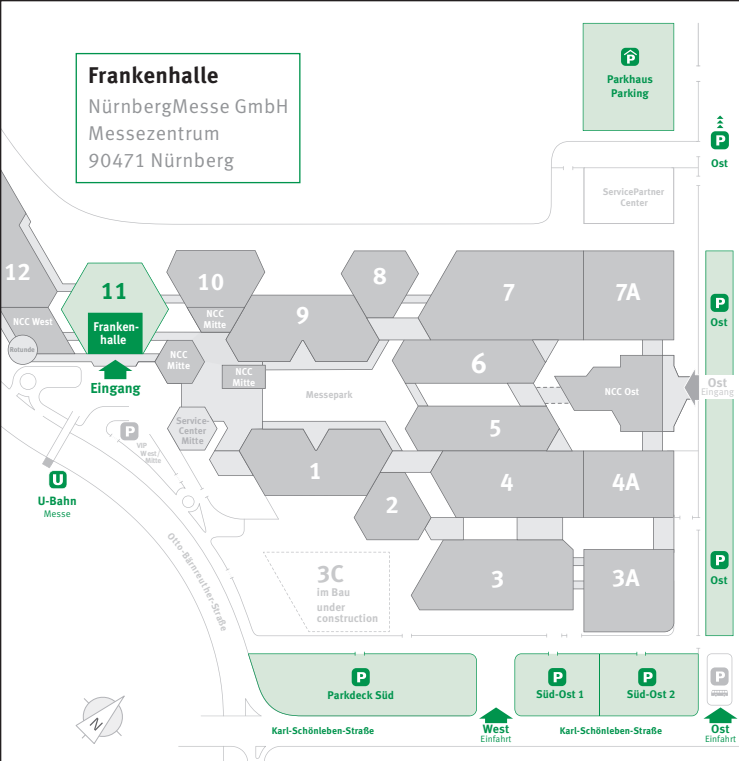 Frankenhalle
NürnbergMesse GmbH
Messezentrum
90471 Nürnberg
P
Parkhaus
Parking
P
Ost
ServicePartner
Center
12
11
10
9
8
7
7A
NCC West
Franken-
halle
NCC
Mitte
P
Ost
Rotunde
Eingang
NCC
Mitte
NCC
Mitte
6
Messepark
NCC Ost
Ost
Eingang
P
VIP
West/
Mitte
Service-
Center
Mitte
5
U
U-Bahn
Messe
1
2
4
4A
Otto-Bärnreuther-Straße
3C
im Bau
under
construction
3
3A
P
Ost
P
Parkdeck Süd
P
Süd-Ost 1
P
Süd-Ost 2
P
N
Karl-Schönleben-Straße
West
Einfahrt
Karl-Schönleben-Straße
Ost
Einfahrt